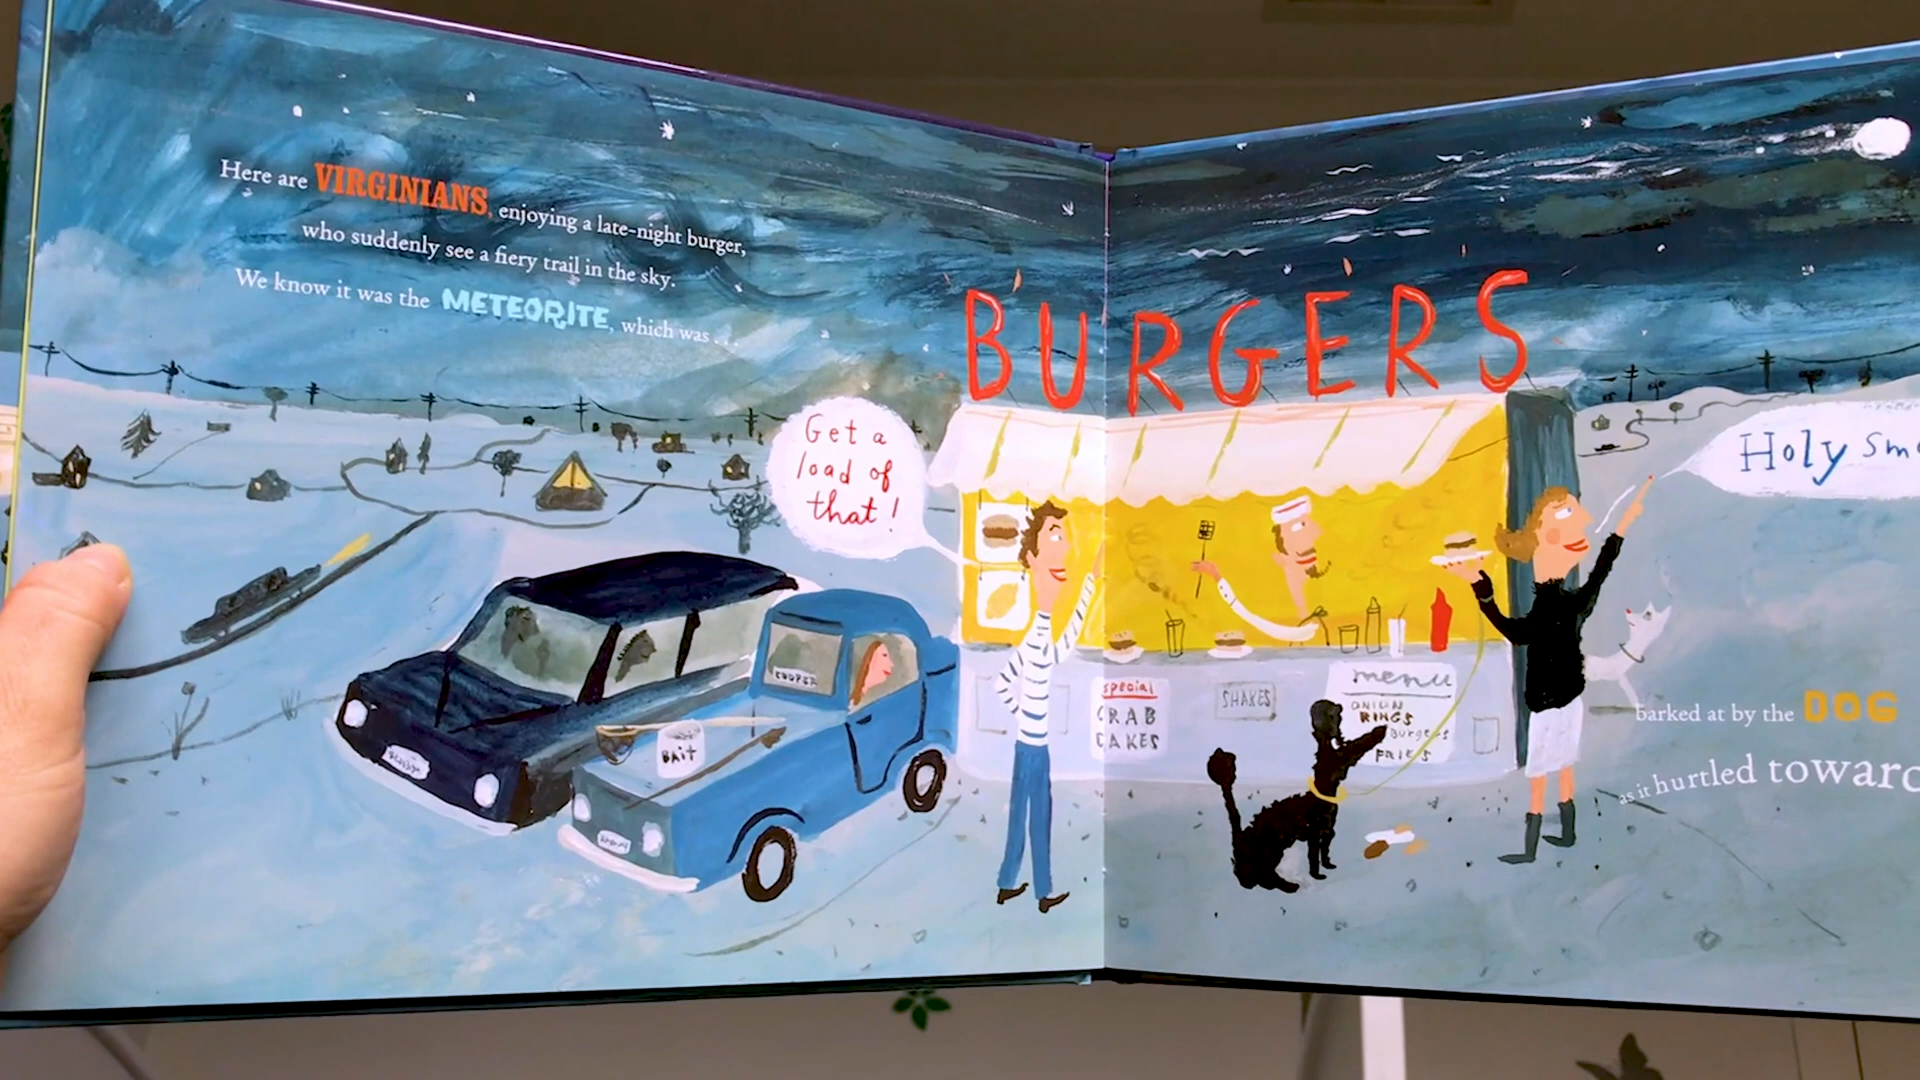 Here are VIRGINIANS, enjoying a late-night burger,
who suddenly see a fiery trail in the sky.
We know it was the METEORITE, which was . . .
BURGERS
Get a
load of
that!
Holy
COOPER
BAIT
special
CRAB
CAKES
SHAKES
menu
ONION
RINGS
Burgers
FRIES
barked at by the DOG
as it hurtled toward